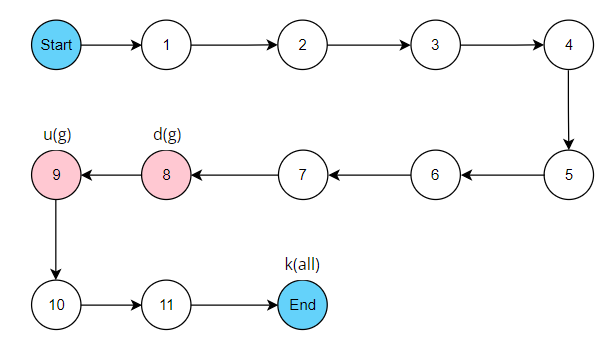 Start 1 2 3 4
u(g) d(g)
9 8 7 6 5
k(all)
10 11 End